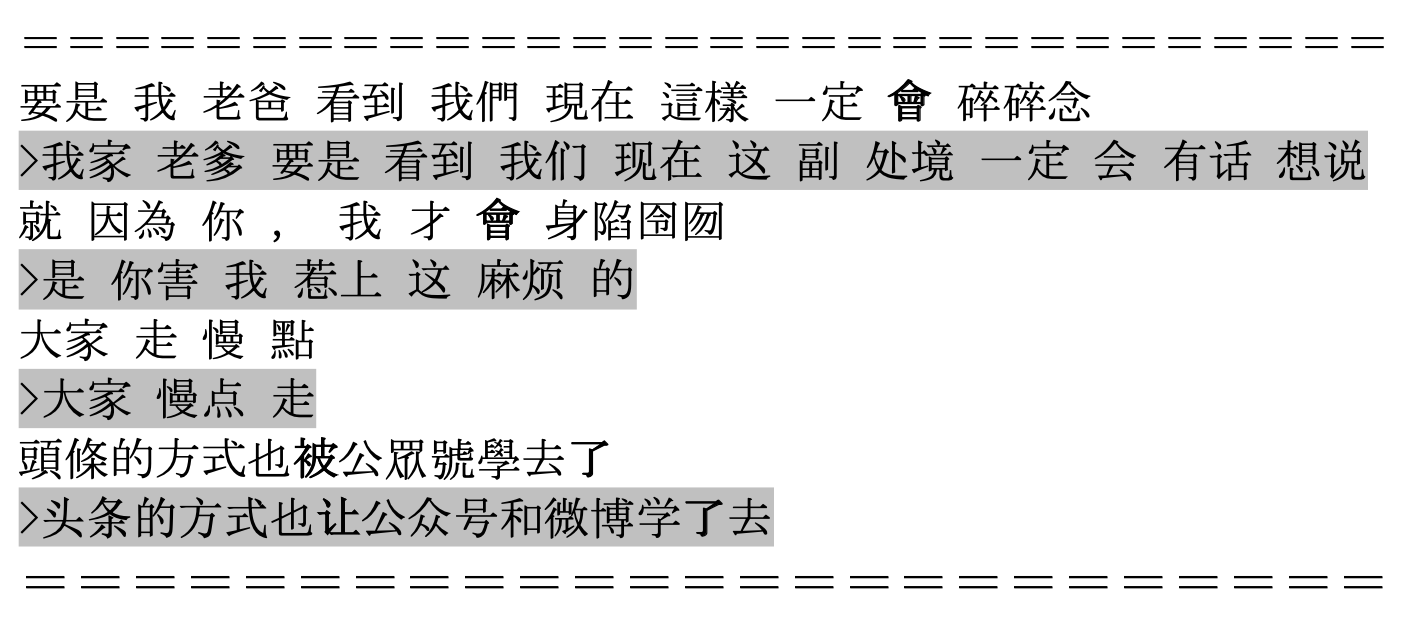 ==============================
要是 我 老爸 看到 我們 現在 這樣 一定 會 碎碎念
>我家 老爹 要是 看到 我们 现在 这 副 处境 一定 会 有话 想说
就 因為 你 ， 我 才 會 身陷囹圄
>是 你害 我 惹上 这 麻烦 的
大家 走 慢 點
>大家 慢点 走
頭條的方式也被公眾號學去了
>头条的方式也让公众号和微博学了去
=========================